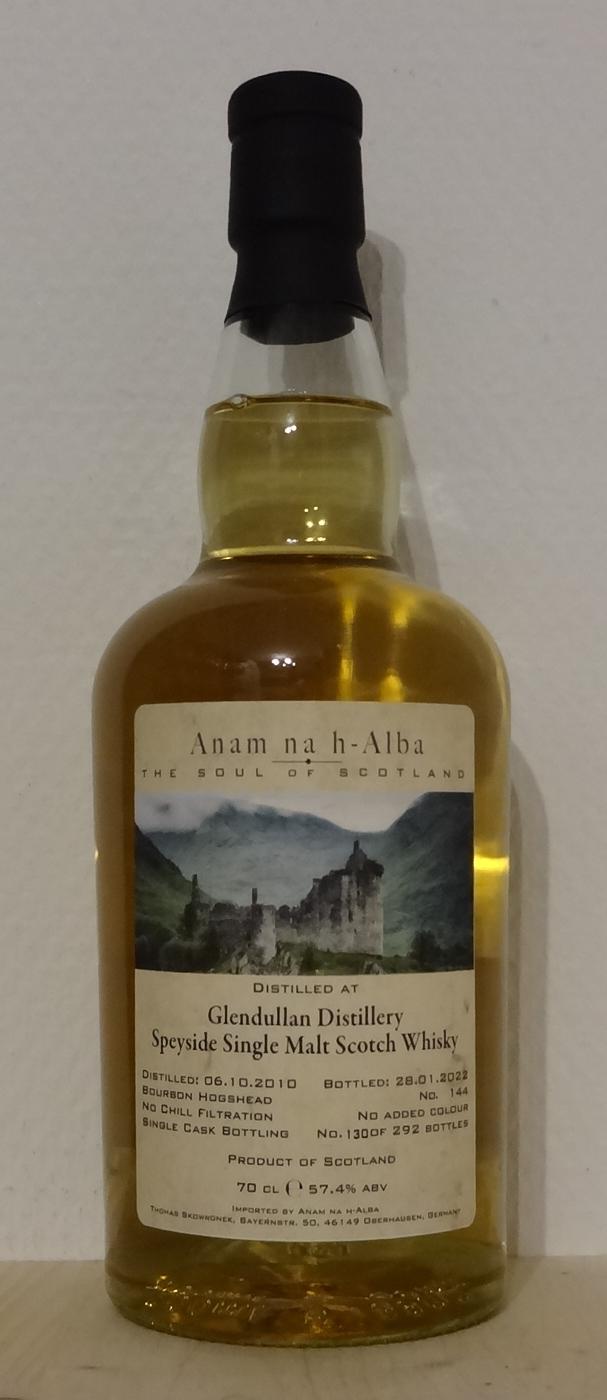 Anam na h-Alba
THE SOUL OF SCOTLAND
DISTILLED AT
Glendullan Distillery
Speyside Single Malt Scotch Whisky
DISTILLED: 06.10.2010 BOTTLED: 28.01.2022
BOURBON HOGSHEAD NO. 144
NO CHILL FILTRATION NO ADDED COLOUR
SINGLE CASK BOTTLING NO. 130 OF 292 BOTTLES
PRODUCT OF SCOTLAND
70 CL ℮ 57.4% ABV
IMPORTED BY ANAM NA H-ALBA
THOMAS SKOWRONEK, BAYERNSTR. 50, 46149 OBERHAUSEN, GERMANY